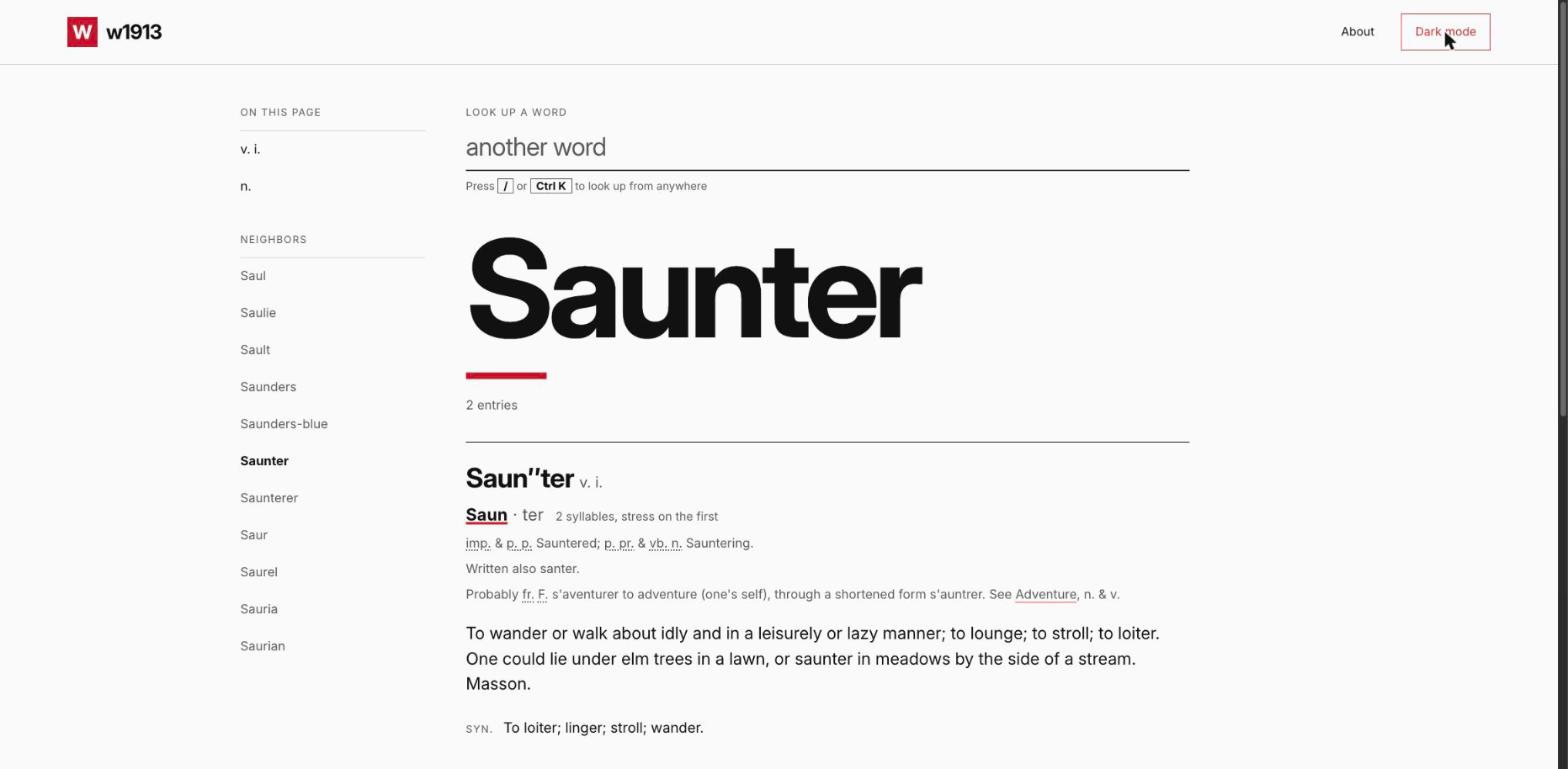 W w1913
About
Dark mode
ON THIS PAGE
v. i.
n.
NEIGHBORS
Saul
Saulie
Sault
Saunders
Saunders-blue
Saunter
Saunterer
Saur
Saurel
Sauria
Saurian
LOOK UP A WORD
another word
Press / or Ctrl K to look up from anywhere
Saunter
2 entries
Saun″ter v. i.
Saun · ter 2 syllables, stress on the first
imp. & p. p. Sauntered; p. pr. & vb. n. Sauntering.
Written also santer.
Probably fr. F. s'aventurer to adventure (one's self), through a shortened form s'auntrer. See Adventure, n. & v.
To wander or walk about idly and in a leisurely or lazy manner; to lounge; to stroll; to loiter.
One could lie under elm trees in a lawn, or saunter in meadows by the side of a stream.
Masson.
SYN. To loiter; linger; stroll; wander.